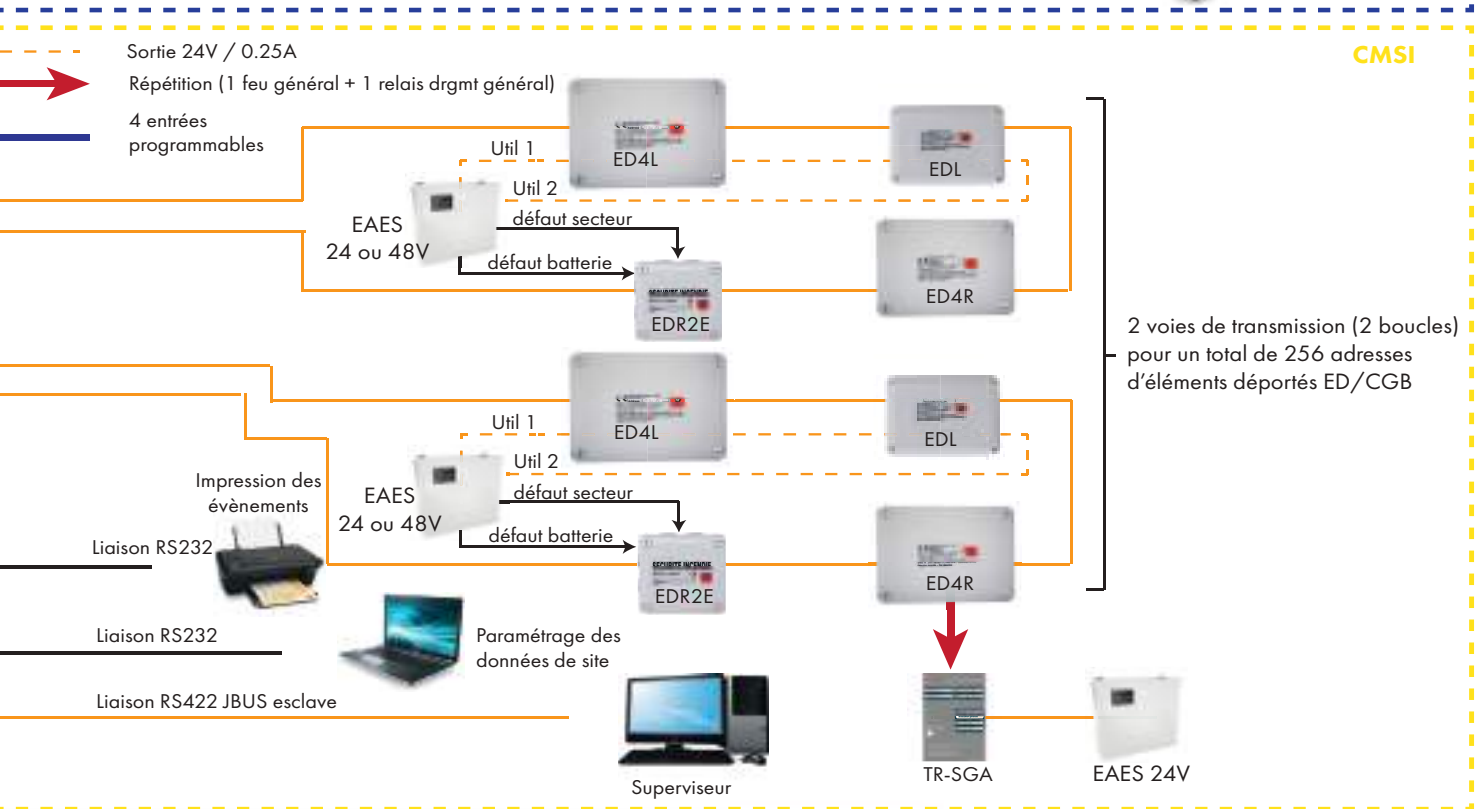 CMSI
Sortie 24V / 0.25A
Répétition (1 feu général + 1 relais drgmt général)
4 entrées
programmables
Util 1
ED4L
EDL
Util 2
EAES
24 ou 48V
défaut secteur
défaut batterie
SECURITE INCENDIE
EDR2E
ED4R
2 voies de transmission (2 boucles)
pour un total de 256 adresses
d'éléments déportés ED/CGB
Util 1
ED4L
EDL
Util 2
EAES
24 ou 48V
défaut secteur
défaut batterie
SECURITE INCENDIE
EDR2E
ED4R
Impression des
évènements
Liaison RS232
Liaison RS232
Paramétrage des
données de site
Liaison RS422 JBUS esclave
Superviseur
TR-SGA
EAES 24V